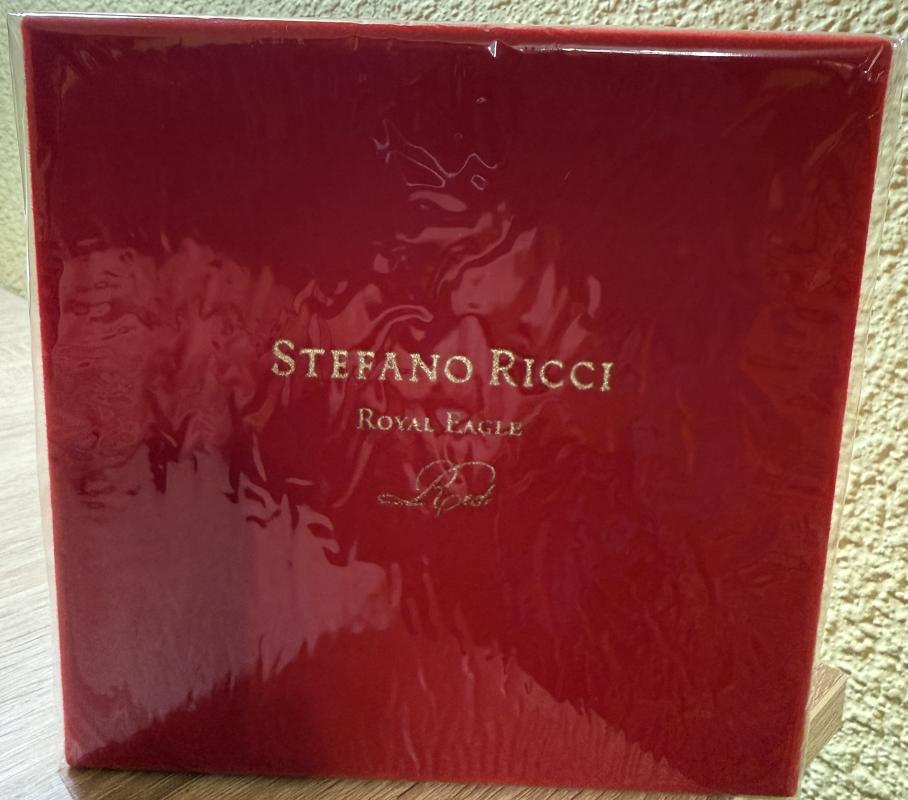 Stefano Ricci
Royal Eagle
Red